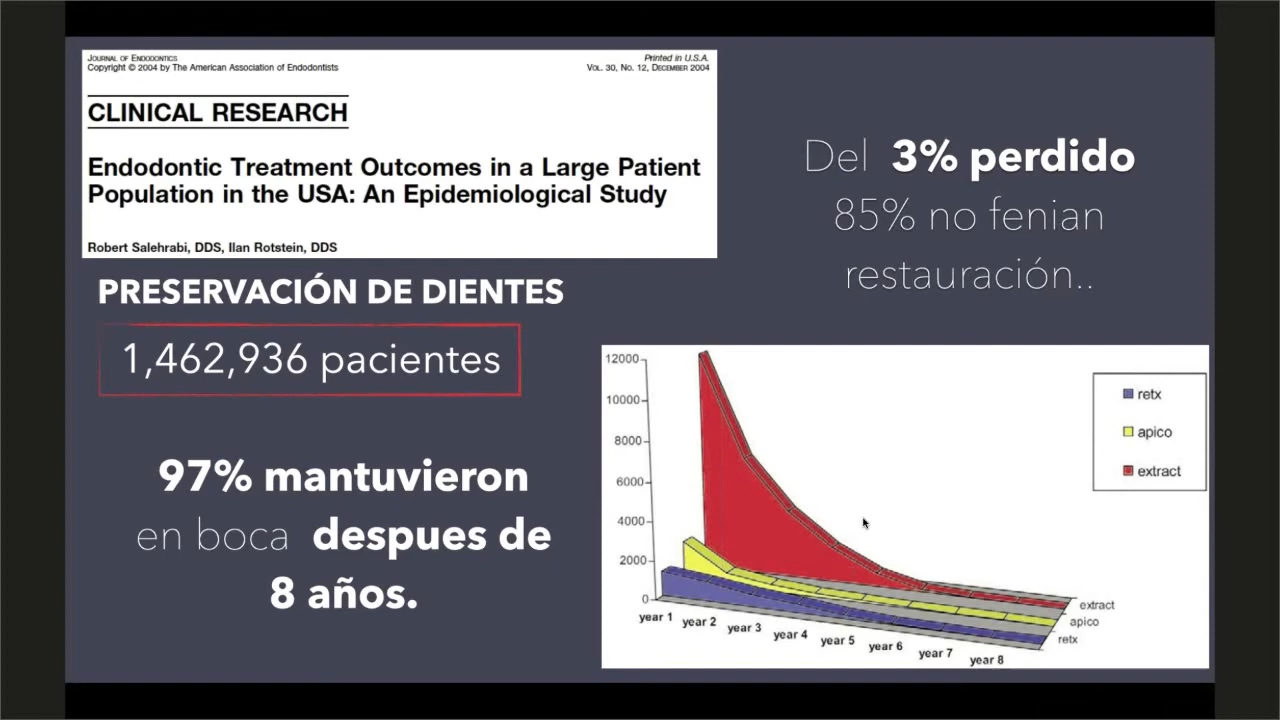 JOURNAL OF ENDODONTICS
Copyright © 2004 by The American Association of Endodontists
Printed in U.S.A.
VOL. 30, NO. 12, DECEMBER 2004
CLINICAL RESEARCH
Endodontic Treatment Outcomes in a Large Patient
Population in the USA: An Epidemiological Study
Robert Salehrabi, DDS, Ilan Rotstein, DDS
PRESERVACIÓN DE DIENTES
1,462,936 pacientes
97% mantuvieron
en boca despues de
8 años.
Del 3% perdido
85% no fenian
restauración..
12000
10000
8000
6000
4000
2000
0
year 1
year 2
year 3
year 4
year 5
year 6
year 7
year 8
extract
apico
retx
retx
apico
extract